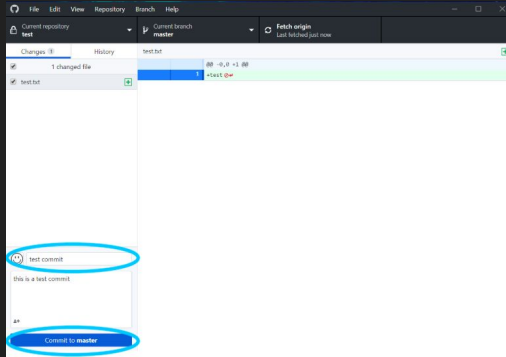 File Edit View Repository Branch Help
Current repository
test
Current branch
master
Fetch origin
Last fetched just now
Changes 1 History
test.txt
1 changed file
@@ -0,0 +1 @@
test.txt
1 +test
test commit
this is a test commit
Commit to master